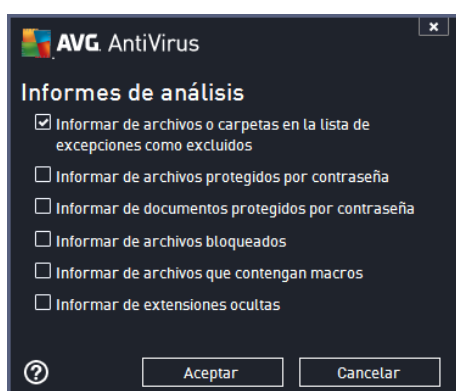 AVG. AntiVirus
Informes de análisis
Informar de archivos o carpetas en la lista de
excepciones como excluidos
Informar de archivos protegidos por contraseña
Informar de documentos protegidos por contraseña
Informar de archivos bloqueados
Informar de archivos que contengan macros
Informar de extensiones ocultas
? Aceptar Cancelar